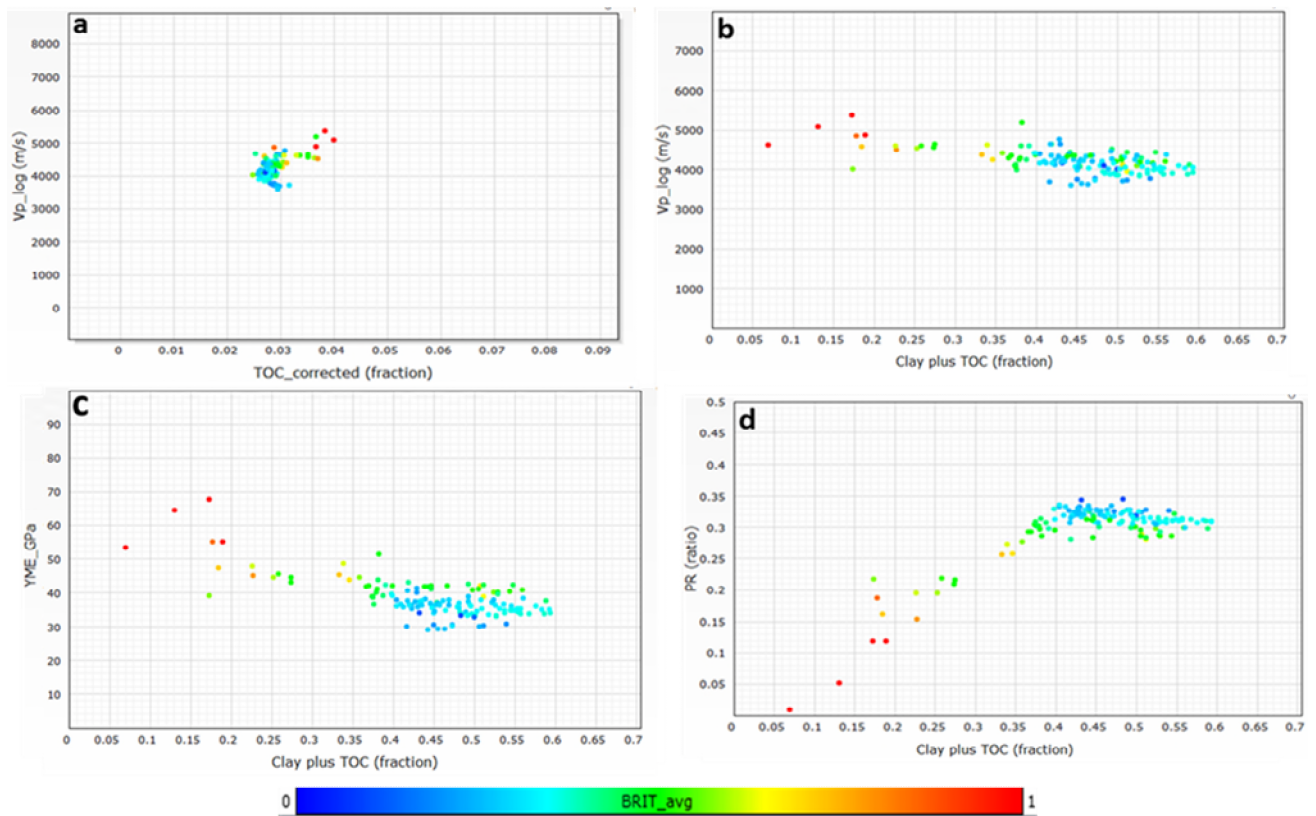 a
8000
7000
6000
5000
4000
3000
2000
1000
0
Vp_log (m/s)
0 0.01 0.02 0.03 0.04 0.05 0.06 0.07 0.08 0.09
TOC_corrected (fraction)
b
7000
6000
5000
4000
3000
2000
1000
Vp_log (m/s)
0 0.05 0.1 0.15 0.2 0.25 0.3 0.35 0.4 0.45 0.5 0.55 0.6 0.65 0.7
Clay plus TOC (fraction)
c
90
80
70
60
50
40
30
20
10
YME_GPa
0 0.05 0.1 0.15 0.2 0.25 0.3 0.35 0.4 0.45 0.5 0.55 0.6 0.65 0.7
Clay plus TOC (fraction)
d
0.5
0.45
0.4
0.35
0.3
0.25
0.2
0.15
0.1
0.05
PR (ratio)
0 0.05 0.1 0.15 0.2 0.25 0.3 0.35 0.4 0.45 0.5 0.55 0.6 0.65 0.7
Clay plus TOC (fraction)
0 BRIT_avg 1